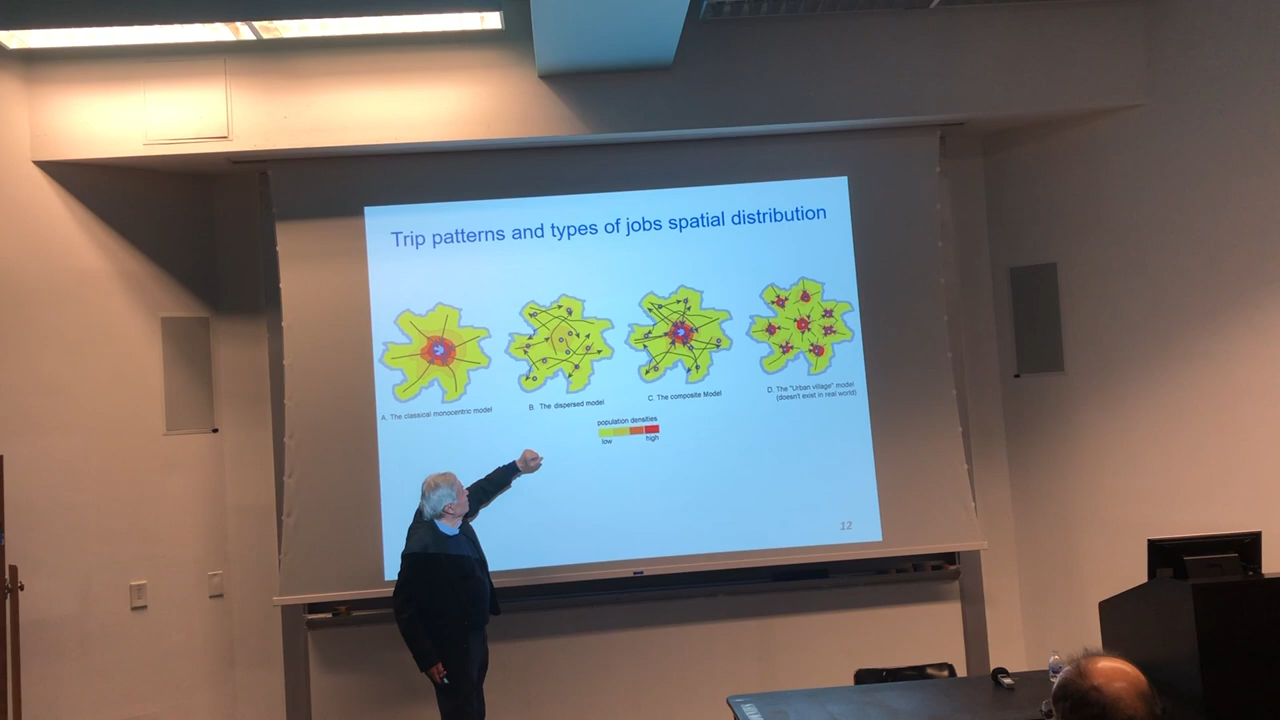 Trip patterns and types of jobs spatial distribution
A. The classical monocentric model
B. The dispersed model
C. The composite Model
D. The "Urban village" model
(doesn't exist in real world)
population densities
low high
12